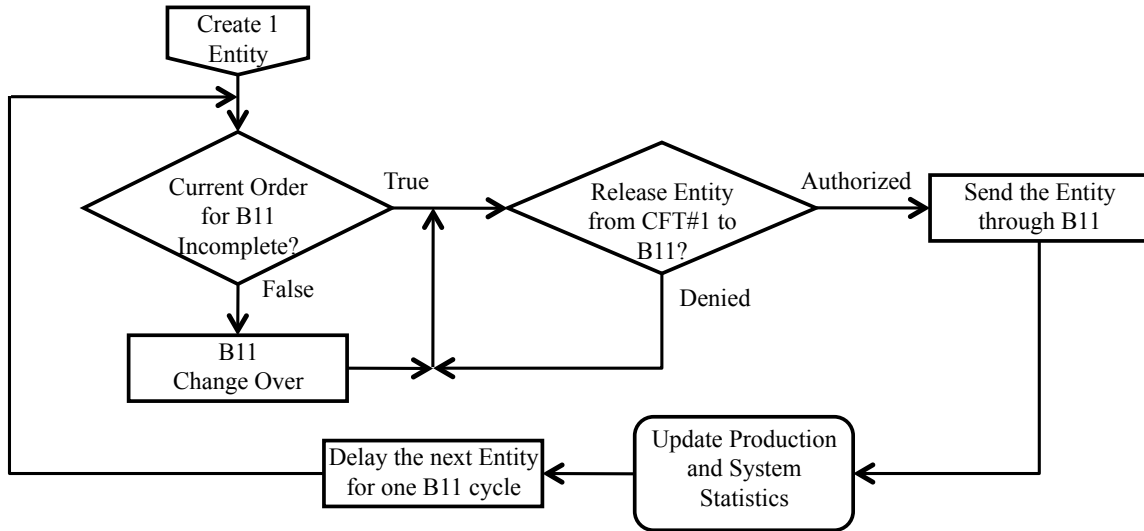 Create 1
Entity
Current Order
for B11
Incomplete?
True
Release Entity
from CFT#1 to
B11?
Authorized
Send the Entity
through B11
False
Denied
B11
Change Over
Update Production
and System
Statistics
Delay the next Entity
for one B11 cycle